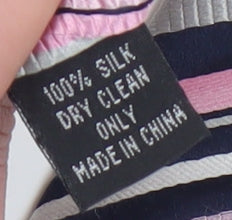 100% SILK
DRY CLEAN
ONLY
MADE IN CHINA